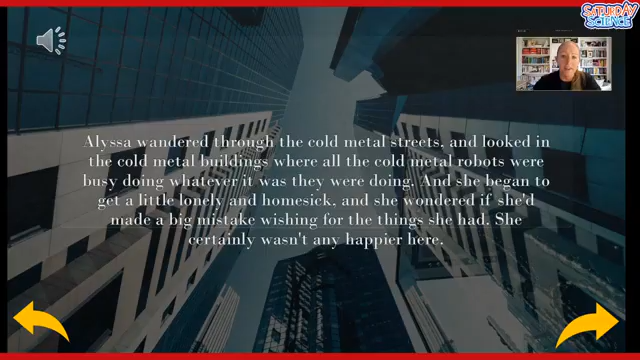 SATURDAY
SCIENCE
Alyssa wandered through the cold metal streets, and looked in
the cold metal buildings where all the cold metal robots were
busy doing whatever it was they were doing. And she began to
get a little lonely and homesick, and she wondered if she'd
made a big mistake wishing for the things she had. She
certainly wasn't any happier here.